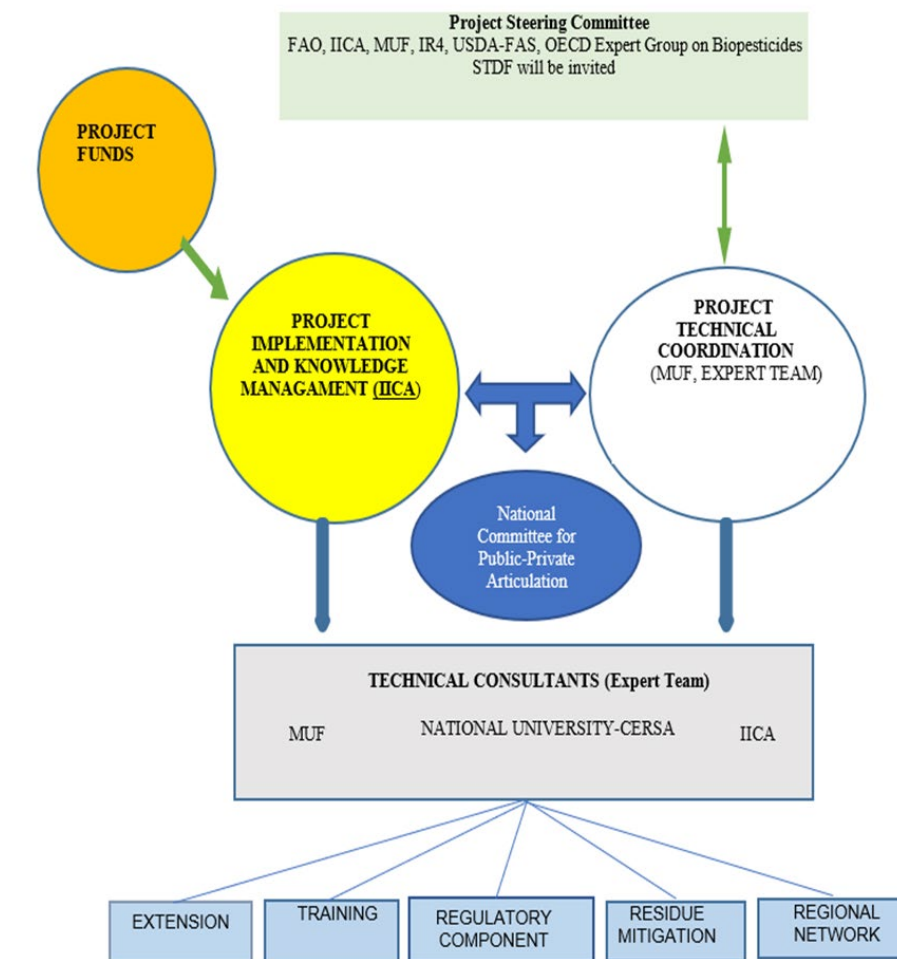 Project Steering Committee
FAO, IICA, MUF, IR4, USDA-FAS, OECD Expert Group on Biopesticides
STDF will be invited
PROJECT
FUNDS
PROJECT
IMPLEMENTATION
AND KNOWLEDGE
MANAGAMENT (IICA)
PROJECT
TECHNICAL
COORDINATION
(MUF, EXPERT TEAM)
National
Committee for
Public-Private
Articulation
TECHNICAL CONSULTANTS (Expert Team)
MUF
NATIONAL UNIVERSITY-CERSA
IICA
EXTENSION
TRAINING
REGULATORY
COMPONENT
RESIDUE
MITIGATION
REGIONAL
NETWORK